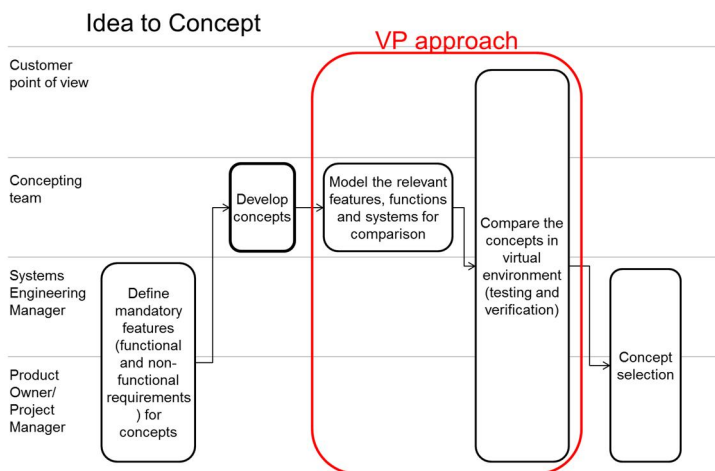 Idea to Concept
VP approach
Customer
point of view
Concepting
team
Develop
concepts
Model the relevant
features, functions
and systems for
comparison
Compare the
concepts in
virtual
environment
(testing and
verification)
Systems
Engineering
Manager
Define
mandatory
features
(functional
and non-
functional
requirements
) for
concepts
Product
Owner/
Project
Manager
Concept
selection